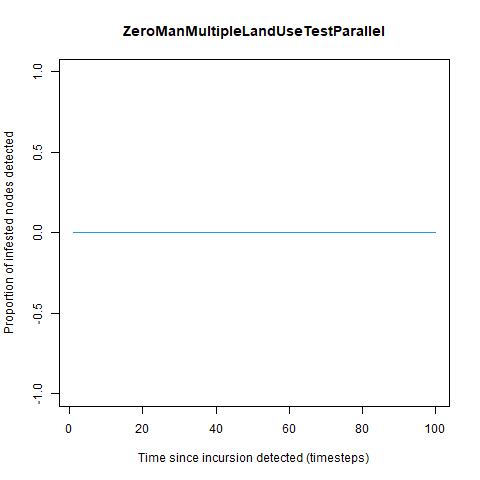 ZeroManMultipleLandUseTestParallel
Proportion of infested nodes detected
1.0
0.5
0.0
-0.5
-1.0
0 20 40 60 80 100
Time since incursion detected (timesteps)